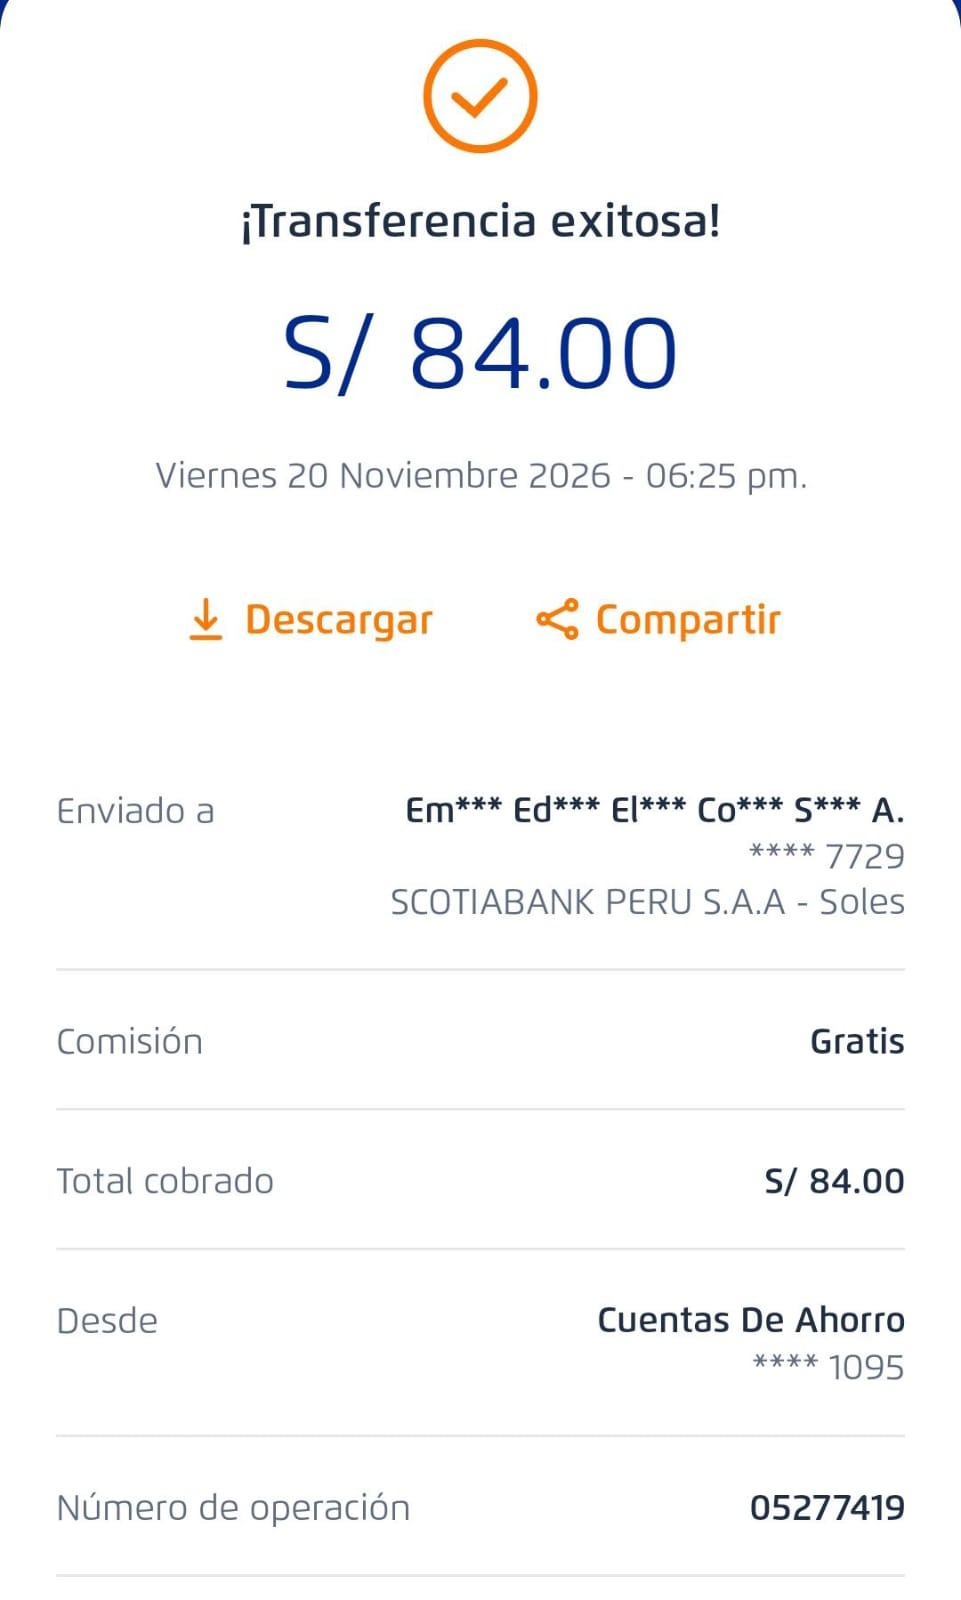 ¡Transferencia exitosa!
S/ 84.00
Viernes 20 Noviembre 2026 - 06:25 pm.
Descargar Compartir
Enviado a Em*** Ed*** El*** Co*** S*** A.
**** 7729
SCOTIABANK PERU S.A.A - Soles
Comisión Gratis
Total cobrado S/ 84.00
Desde Cuentas De Ahorro
**** 1095
Número de operación 05277419